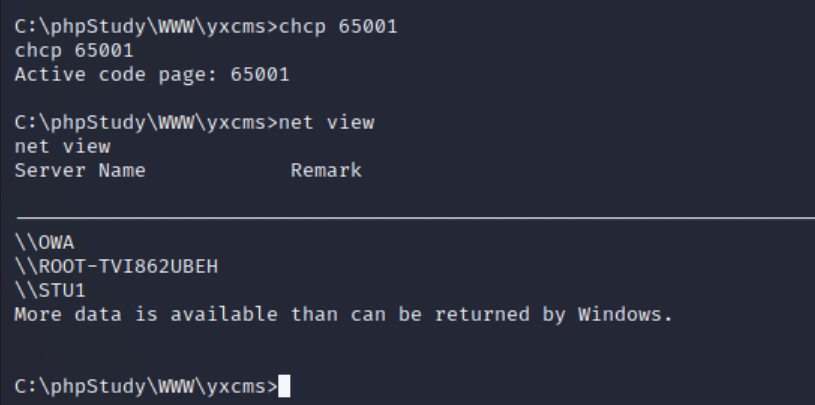 C:\phpStudy\WWW\yxcms>chcp 65001
chcp 65001
Active code page: 65001
C:\phpStudy\WWW\yxcms>net view
net view
Server Name            Remark
\\OWA
\\ROOT-TVI862UBEH
\\STU1
More data is available than can be returned by Windows.
C:\phpStudy\WWW\yxcms>